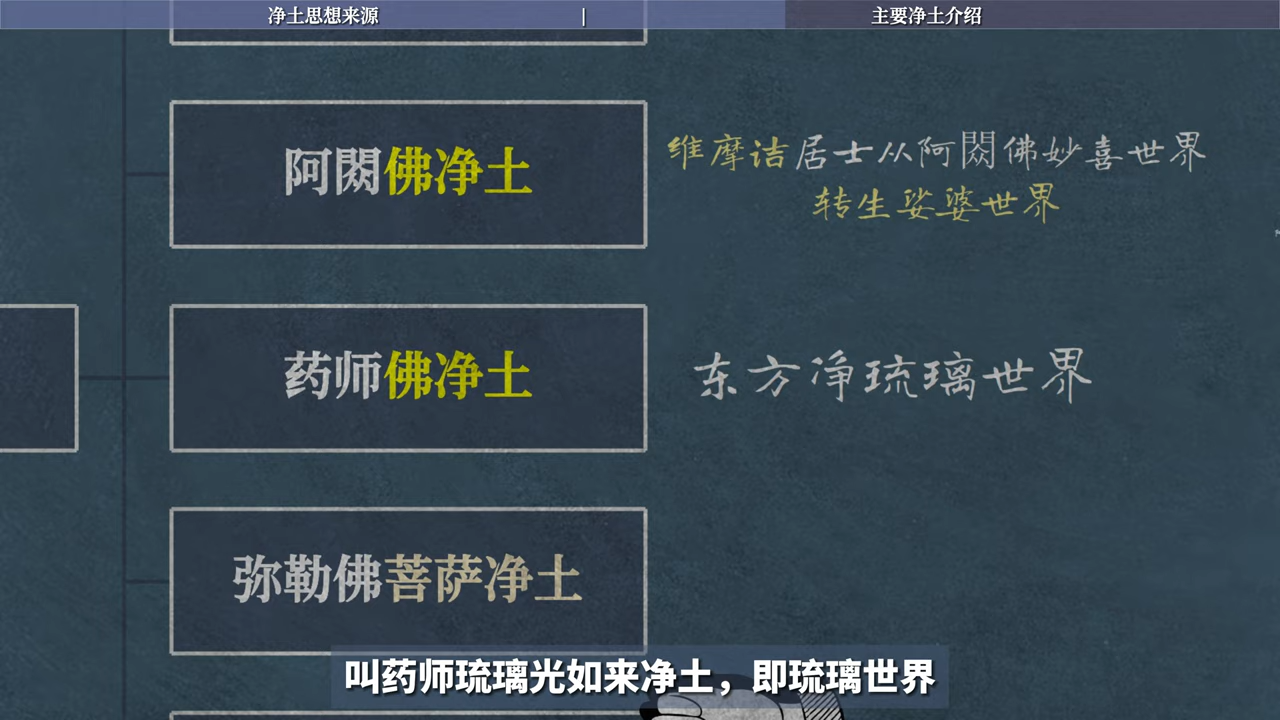 净土思想来源 | 主要净土介绍
阿閦佛净土
维摩诘居士从阿閦佛妙喜世界
转生娑婆世界
药师佛净土
东方净琉璃世界
弥勒佛菩萨净土
叫药师琉璃光如来净土，即琉璃世界